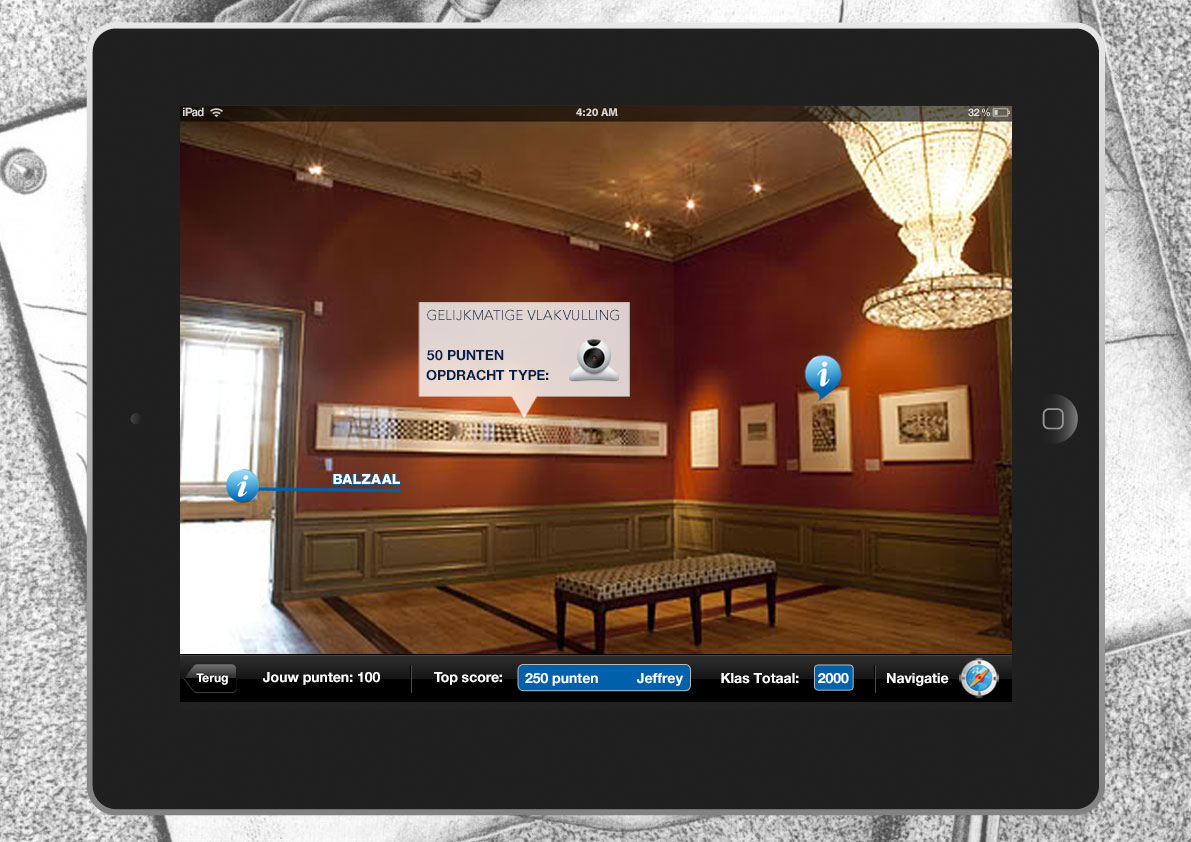 iPad 4:20 AM 32%
GELIJKMATIGE VLAKVULLING
50 PUNTEN
OPDRACHT TYPE:
i
BALZAAL
i
Terug Jouw punten: 100 Top score: 250 punten Jeffrey Klas Totaal: 2000 Navigatie